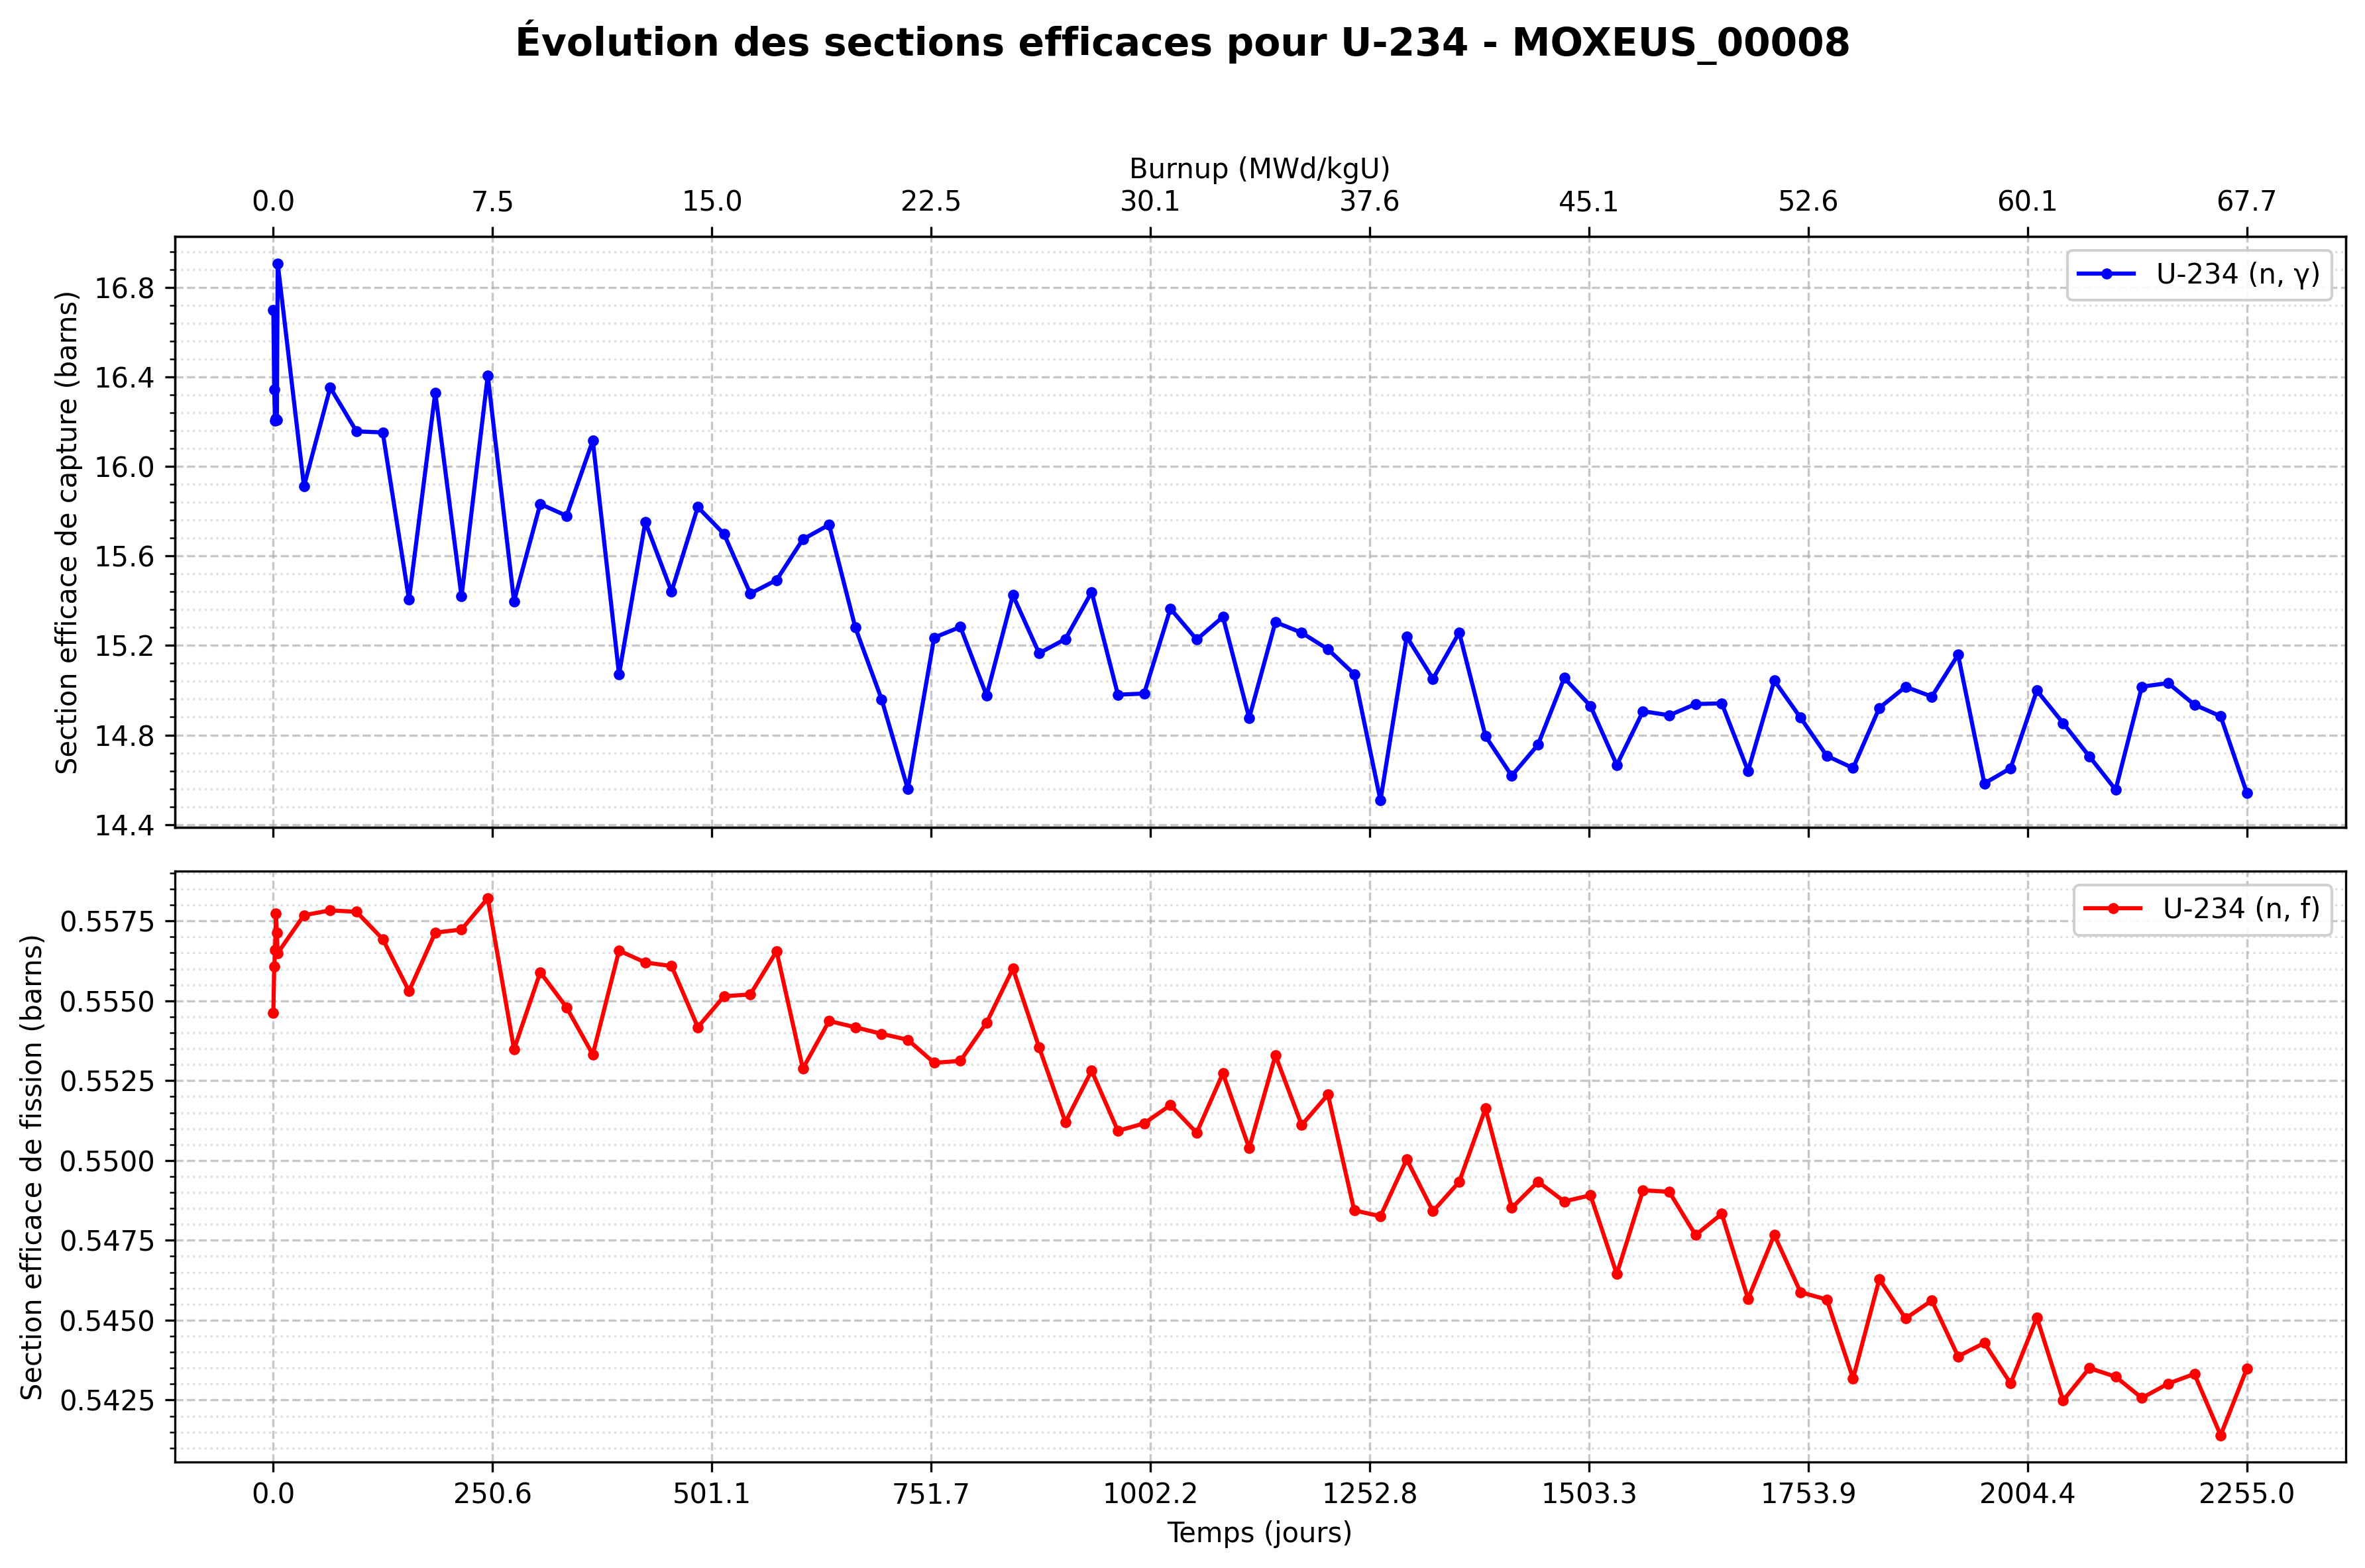 Évolution des sections efficaces pour U-234 - MOXEUS_00008
Burnup (MWd/kgU)
0.0 7.5 15.0 22.5 30.1 37.6 45.1 52.6 60.1 67.7
Section efficace de capture (barns)
16.8
16.4
16.0
15.6
15.2
14.8
14.4
U-234 (n, γ)
Section efficace de fission (barns)
0.5575
0.5550
0.5525
0.5500
0.5475
0.5450
0.5425
U-234 (n, f)
0.0 250.6 501.1 751.7 1002.2 1252.8 1503.3 1753.9 2004.4 2255.0
Temps (jours)